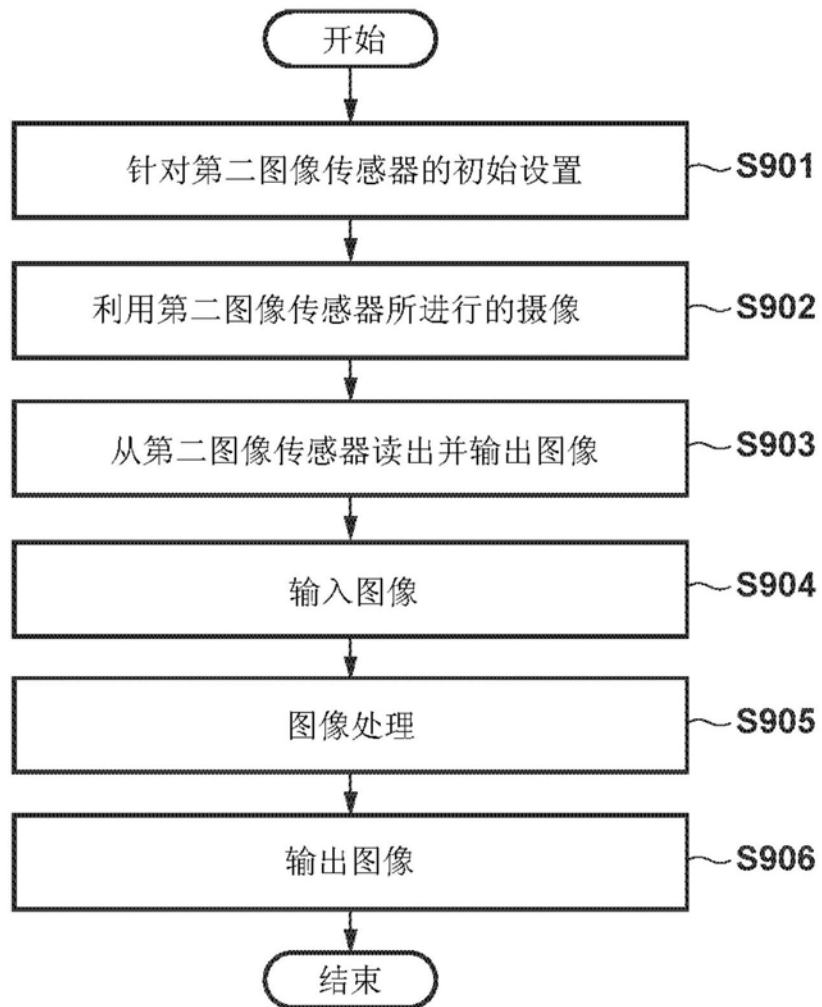 开始
针对第二图像传感器的初始设置 S901
利用第二图像传感器所进行的摄像 S902
从第二图像传感器读出并输出图像 S903
输入图像 S904
图像处理 S905
输出图像 S906
结束